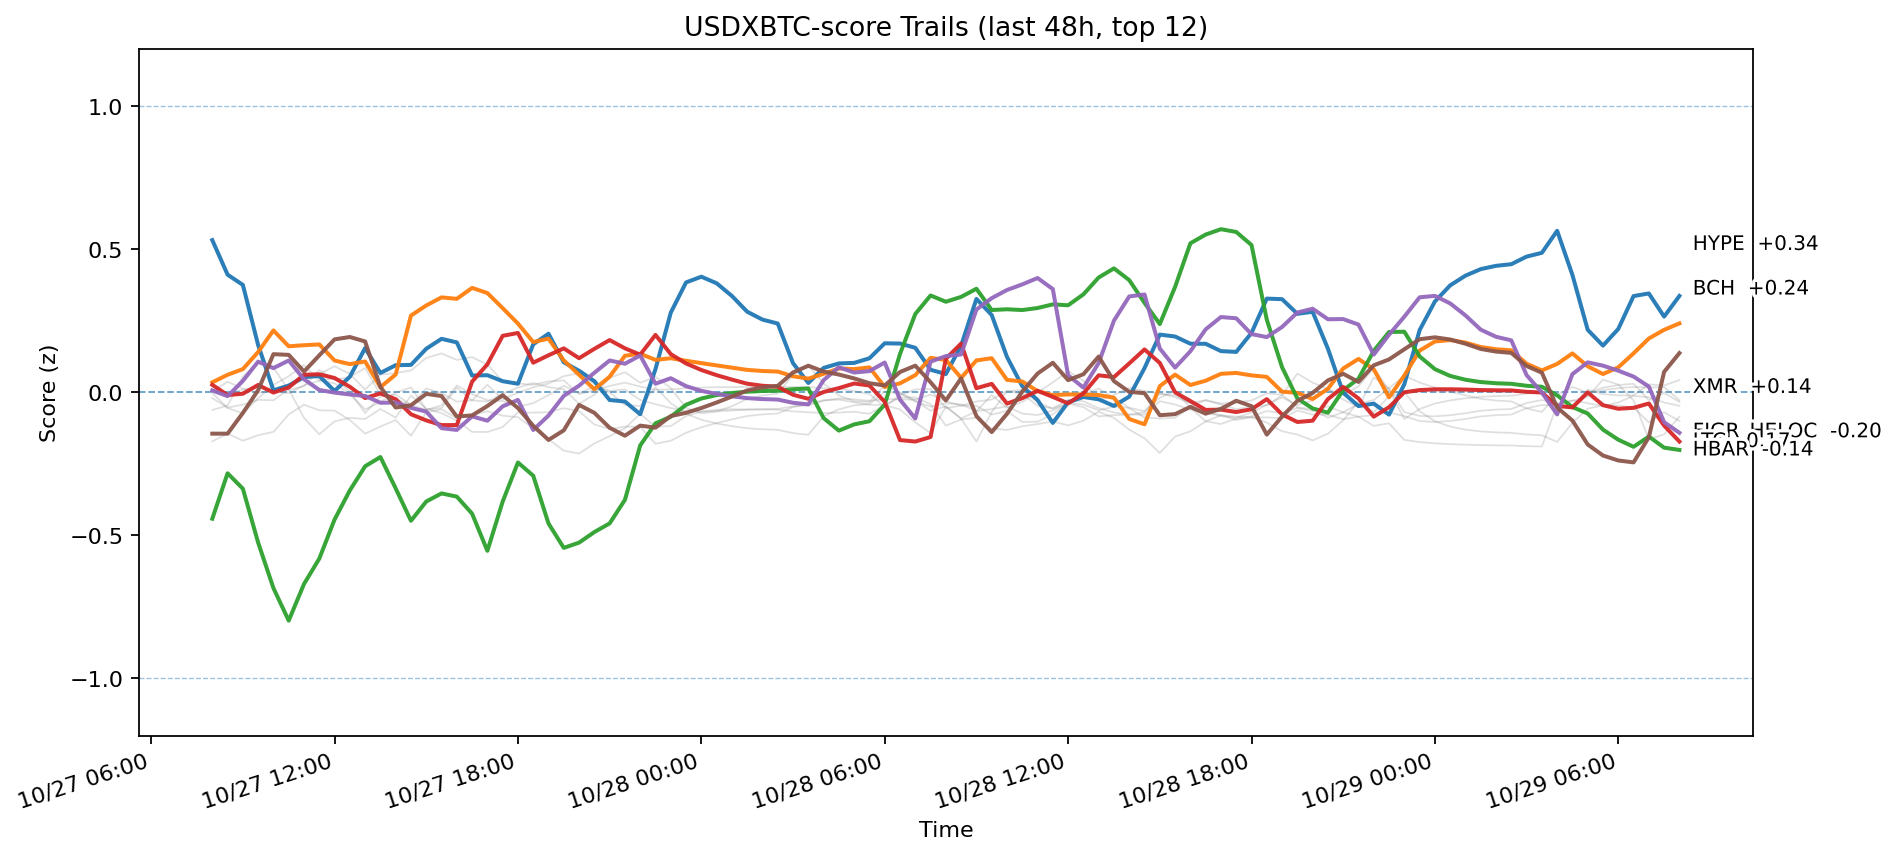 USDXBTC-score Trails (last 48h, top 12)
Score (z)
1.0
0.5
0.0
−0.5
−1.0
HYPE +0.34
BCH +0.24
XMR +0.14
FIGR_HELOC -0.20
HBAR -0.14
10/27 06:00
10/27 12:00
10/27 18:00
10/28 00:00
10/28 06:00
10/28 12:00
10/28 18:00
10/29 00:00
10/29 06:00
Time